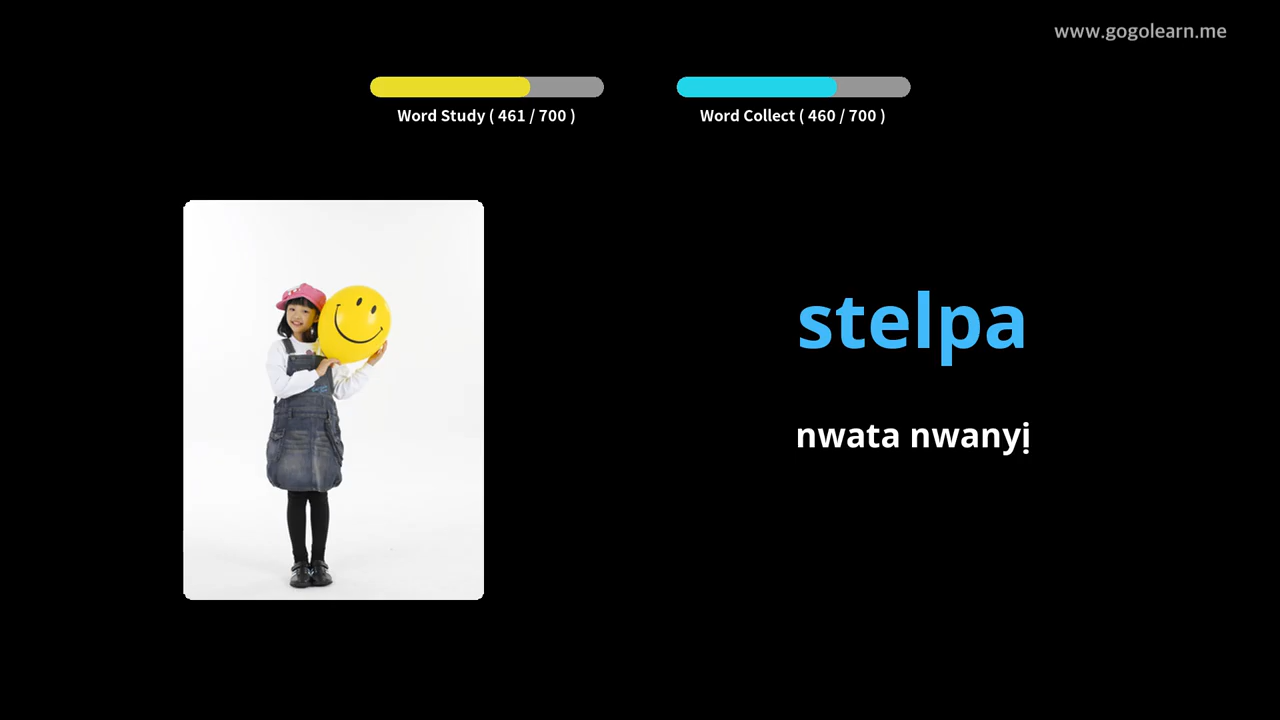 www.gogolearn.me
Word Study ( 461 / 700 )
Word Collect ( 460 / 700 )
stelpa
nwata nwanyị